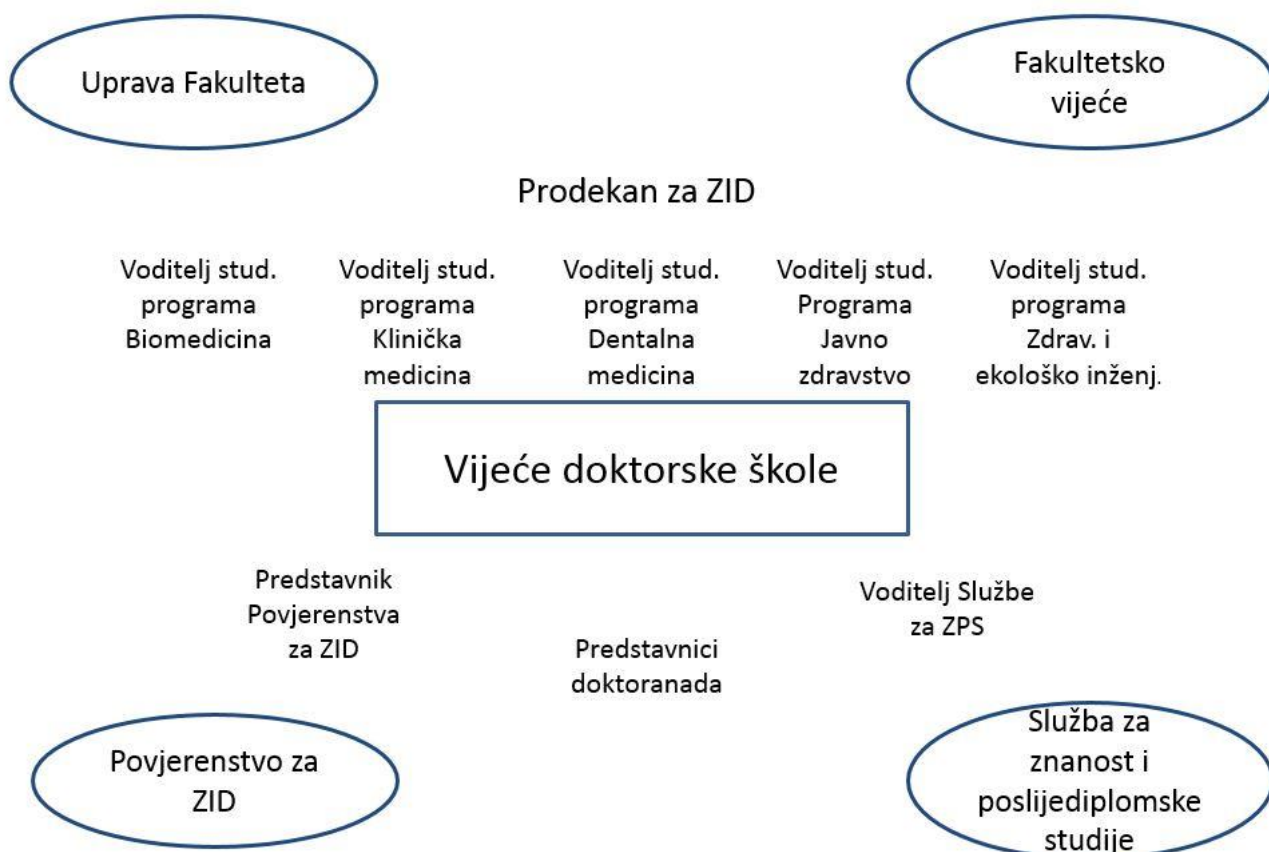 Uprava Fakulteta
Fakultetsko
vijeće
Prodekan za ZID
Voditelj stud.
programa
Biomedicina
Voditelj stud.
programa
Klinička
medicina
Voditelj stud.
programa
Dentalna
medicina
Voditelj stud.
Programa
Javno
zdravstvo
Voditelj stud.
programa
Zdrav. i
ekološko inženj.
Vijeće doktorske škole
Predstavnik
Povjerenstva
za ZID
Predstavnici
doktoranada
Voditelj Službe
za ZPS
Povjerenstvo za
ZID
Služba za
znanost i
poslijediplomske
studije